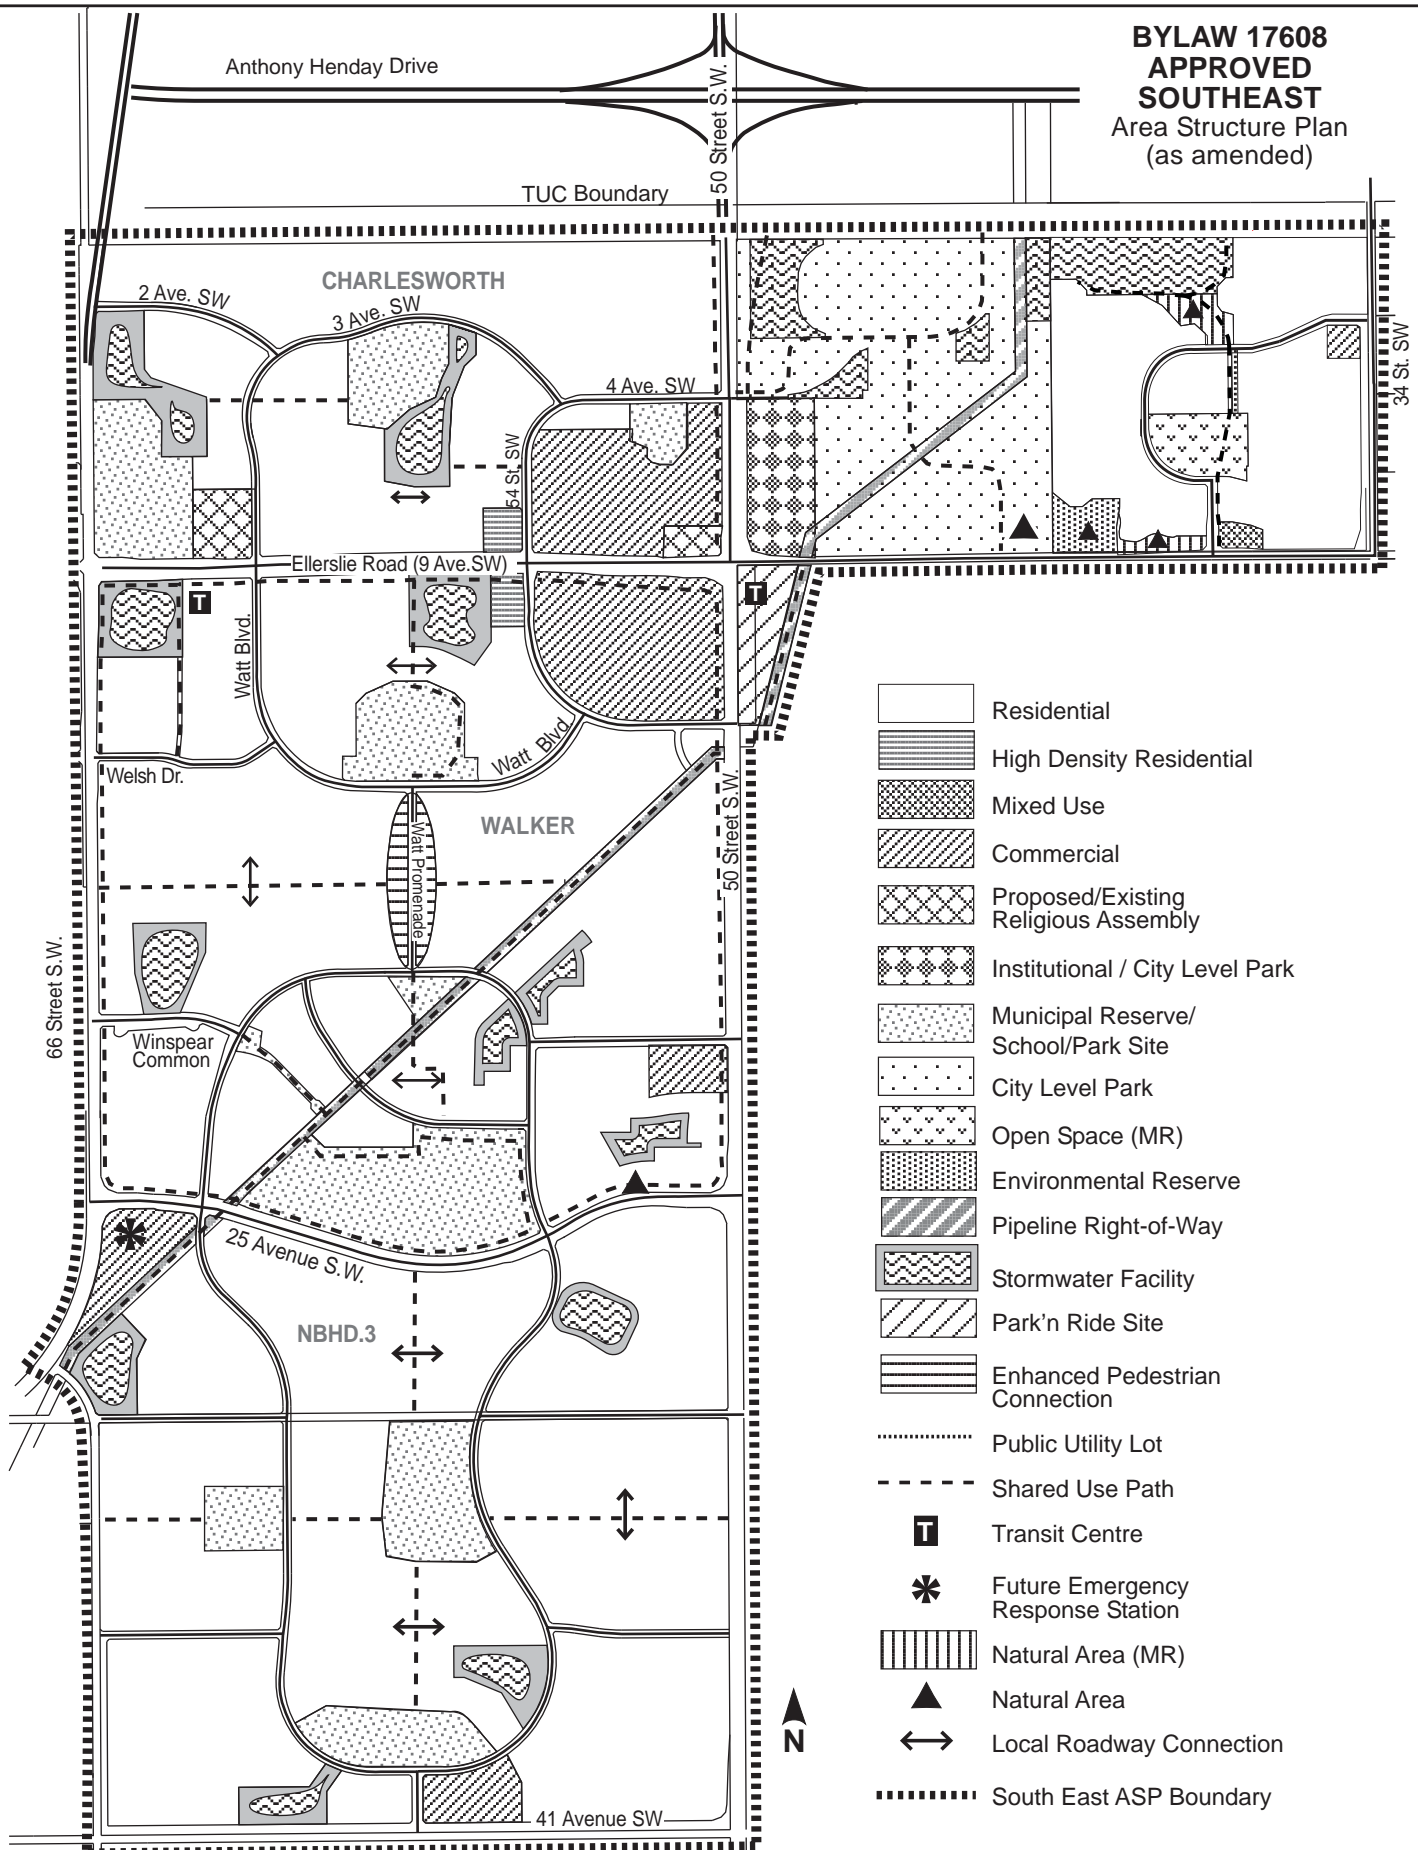 BYLAW 17608
APPROVED
SOUTHEAST
Area Structure Plan
(as amended)
Anthony Henday Drive
50 Street S.W.
TUC Boundary
CHARLESWORTH
2 Ave. SW
3 Ave. SW
4 Ave. SW
34 St. SW
54 St. SW
Ellerslie Road (9 Ave.SW)
T
T
Watt Blvd.
Watt Blvd.
Welsh Dr.
WALKER
Watt Promenade
50 Street S.W.
66 Street S.W.
Winspear
Common
25 Avenue S.W.
NBHD.3
41 Avenue SW
N
Residential
High Density Residential
Mixed Use
Commercial
Proposed/Existing
Religious Assembly
Institutional / City Level Park
Municipal Reserve/
School/Park Site
City Level Park
Open Space (MR)
Environmental Reserve
Pipeline Right-of-Way
Stormwater Facility
Park'n Ride Site
Enhanced Pedestrian
Connection
Public Utility Lot
Shared Use Path
T Transit Centre
Future Emergency
Response Station
Natural Area (MR)
Natural Area
Local Roadway Connection
South East ASP Boundary